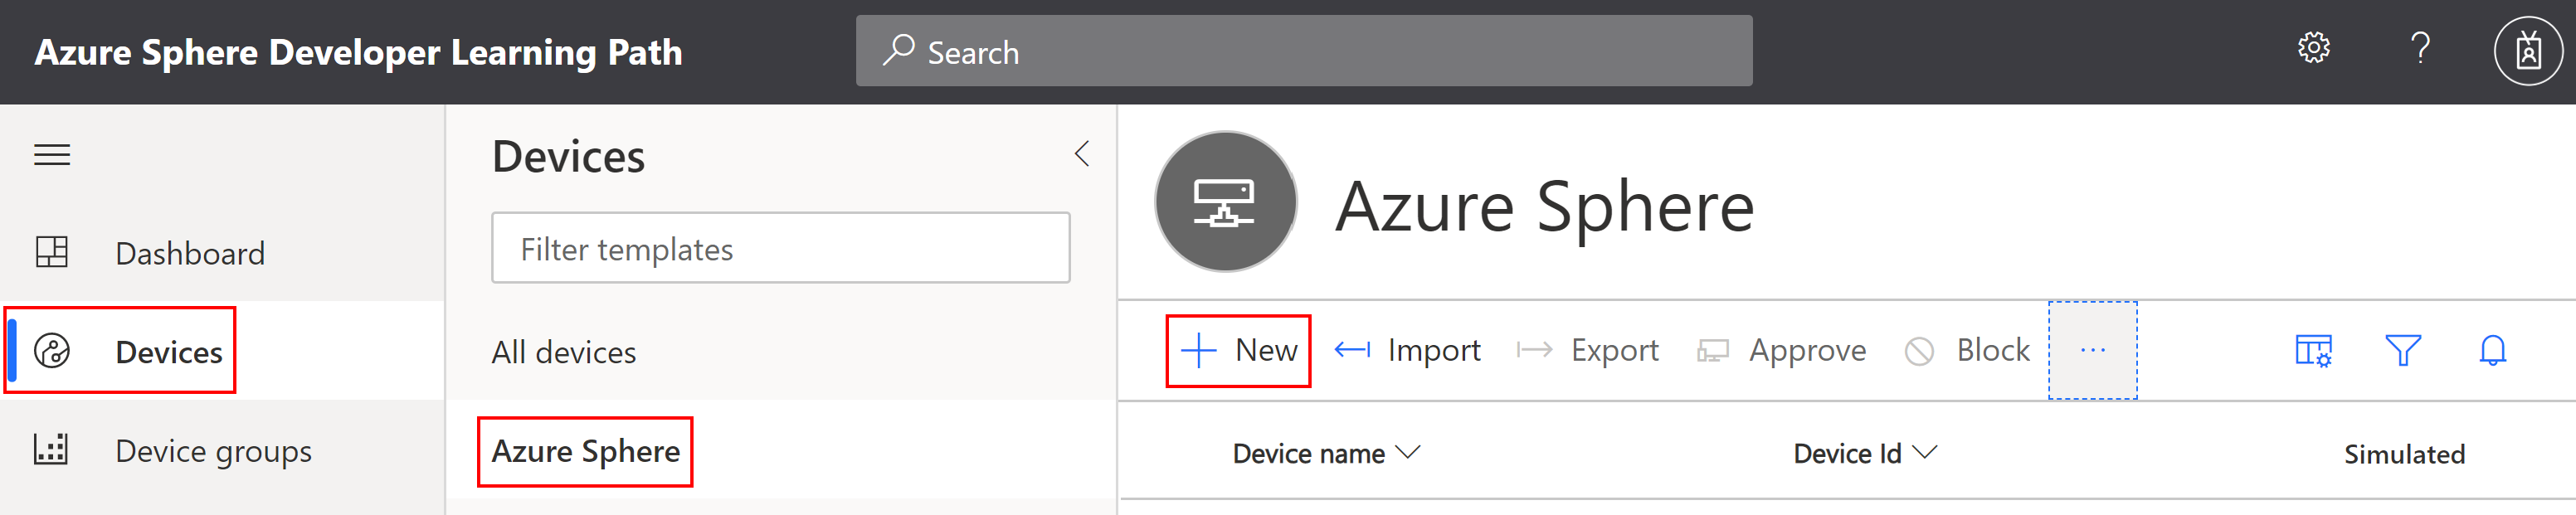 Azure Sphere Developer Learning Path
Search
?
Dashboard
Devices
Device groups
Devices
Filter templates
All devices
Azure Sphere
Azure Sphere
New
Import
Export
Approve
Block
...
Device name
Device Id
Simulated